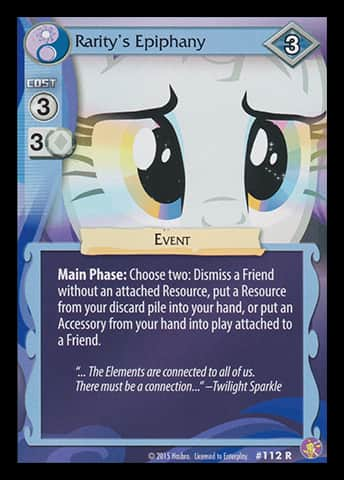 Rarity's Epiphany
3
COST
3
3
EVENT
Main Phase: Choose two: Dismiss a Friend
without an attached Resource, put a Resource
from your discard pile into your hand, or put an
Accessory from your hand into play attached to
a Friend.
"... The Elements are connected to all of us.
There must be a connection..." –Twilight Sparkle
© 2015 Hasbro. Licensed to Enterplay. #112 R